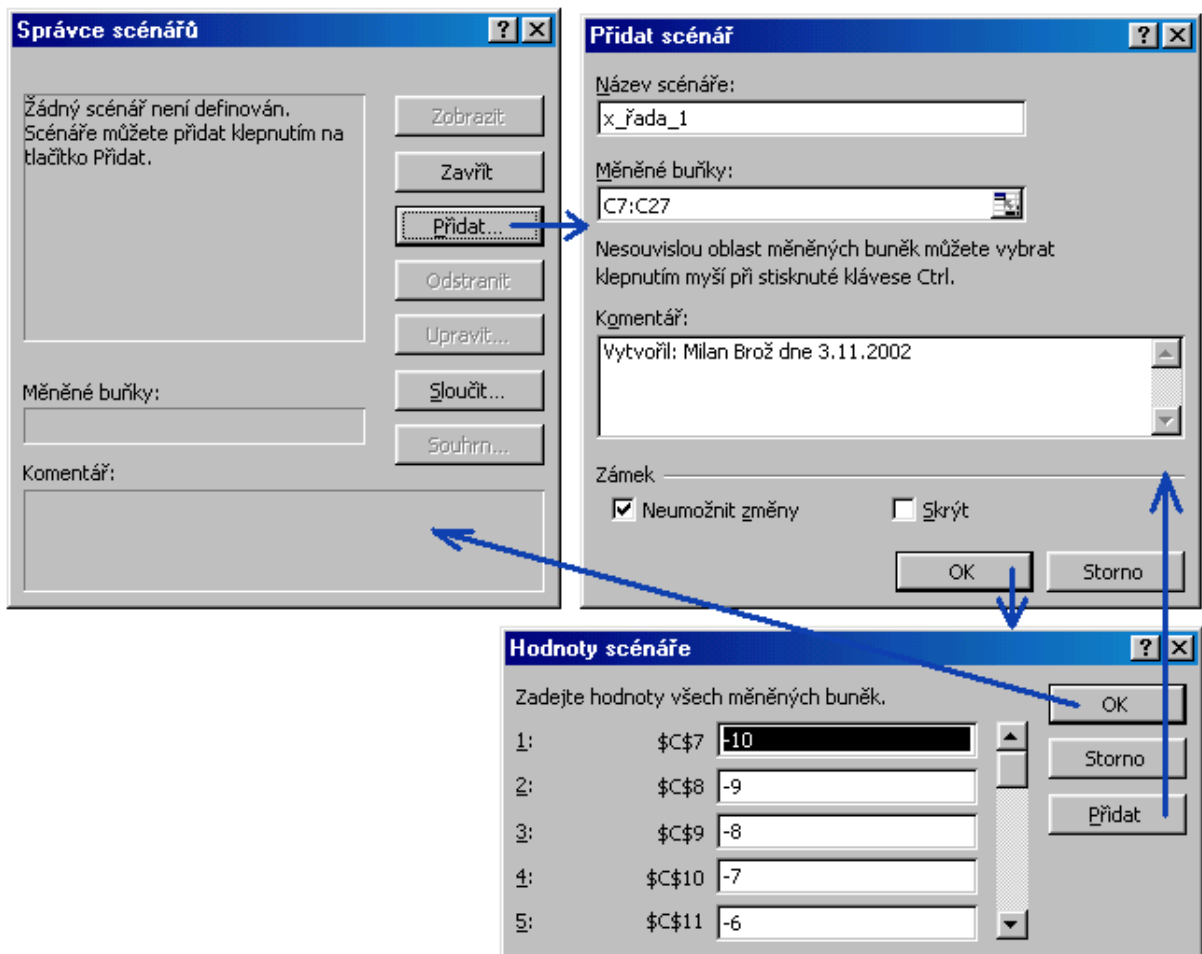 Správce scénářů
Žádný scénář není definován.
Scénáře můžete přidat klepnutím na
tlačítko Přidat.
Zobrazit
Zavřít
Přidat...
Odstranit
Upravit...
Sloučit...
Souhrn...
Měněné buňky:
Komentář:
Přidat scénář
Název scénáře:
x_řada_1
Měněné buňky:
C7:C27
Nesouvislou oblast měněných buněk můžete vybrat
klepnutím myší při stisknuté klávese Ctrl.
Komentář:
Vytvořil: Milan Brož dne 3.11.2002
Zámek
Neumožnit změny
Skrýt
OK
Storno
Hodnoty scénáře
Zadejte hodnoty všech měněných buněk.
1: $C$7 -10
2: $C$8 -9
3: $C$9 -8
4: $C$10 -7
5: $C$11 -6
OK
Storno
Přidat